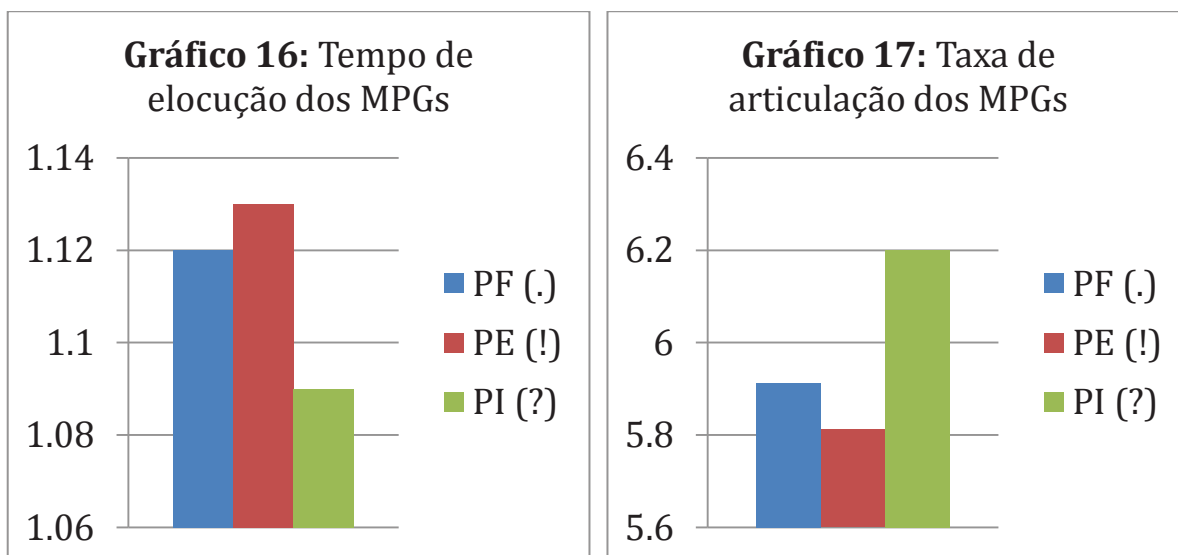 Gráfico 16: Tempo de
elocução dos MPGs
1.14
1.12
1.1
1.08
1.06
PF (.)
PE (!)
PI (?)
Gráfico 17: Taxa de
articulação dos MPGs
6.4
6.2
6
5.8
5.6
PF (.)
PE (!)
PI (?)